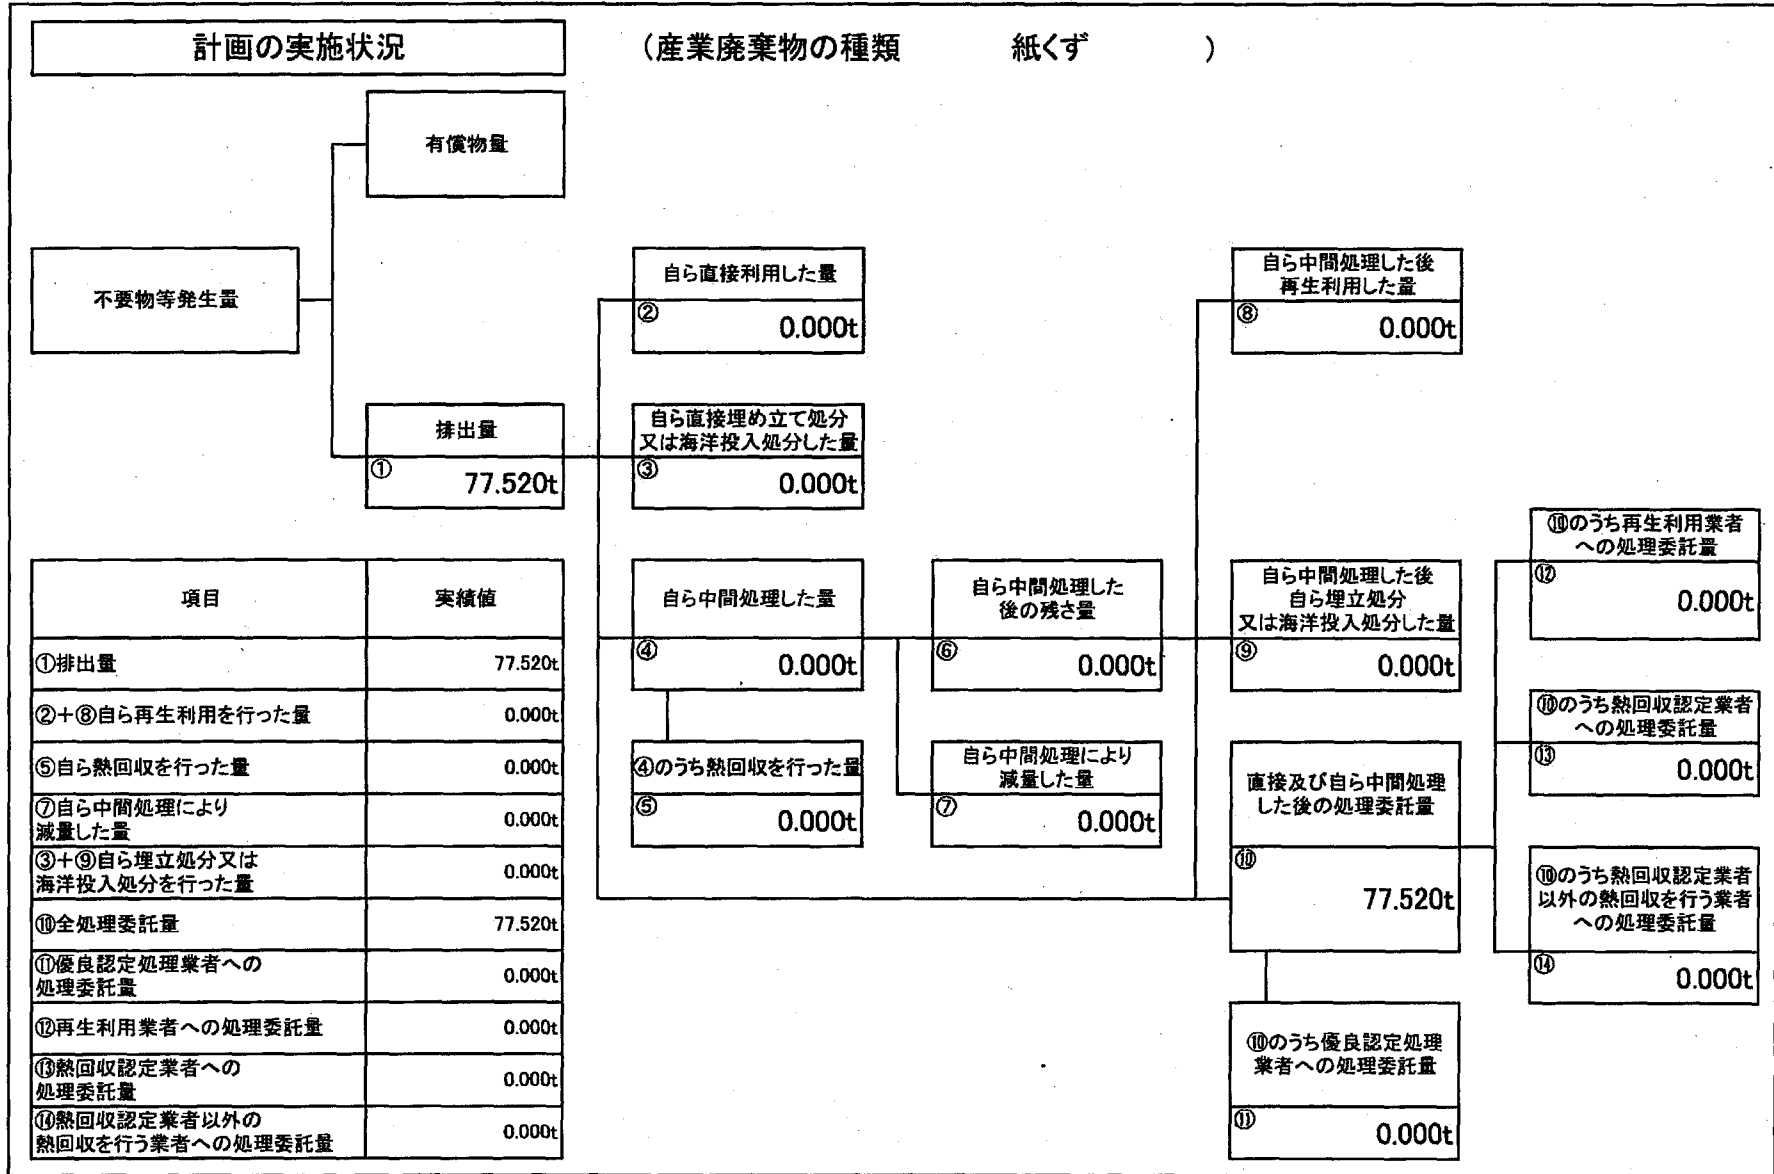 計画の実施状況
(産業廃棄物の種類 紙くず )
有償物量
不要物等発生量
自ら直接利用した量
② 0.000t
自ら中間処理した後
再生利用した量
⑧ 0.000t
排出量
① 77.520t
自ら直接埋め立て処分
又は海洋投入処分した量
③ 0.000t
⑩のうち再生利用業者
への処理委託量
⑫ 0.000t
自ら中間処理した量
④ 0.000t
自ら中間処理した
後の残さ量
⑥ 0.000t
自ら中間処理した後
自ら埋立処分
又は海洋投入処分した量
⑨ 0.000t
⑩のうち熱回収認定業者
への処理委託量
⑬ 0.000t
④のうち熱回収を行った量
⑤ 0.000t
自ら中間処理により
減量した量
⑦ 0.000t
直接及び自ら中間処理
した後の処理委託量
⑩ 77.520t
⑩のうち熱回収認定業者
以外の熱回収を行う業者
への処理委託量
⑭ 0.000t
⑩のうち優良認定処理
業者への処理委託量
⑪ 0.000t
項目 実績値
①排出量 77.520t
②+⑧自ら再生利用を行った量 0.000t
⑤自ら熱回収を行った量 0.000t
⑦自ら中間処理により
減量した量 0.000t
③+⑨自ら埋立処分又は
海洋投入処分を行った量 0.000t
⑩全処理委託量 77.520t
⑪優良認定処理業者への
処理委託量 0.000t
⑫再生利用業者への処理委託量 0.000t
⑬熱回収認定業者への
処理委託量 0.000t
⑭熱回収認定業者以外の
熱回収を行う業者への処理委託量 0.000t